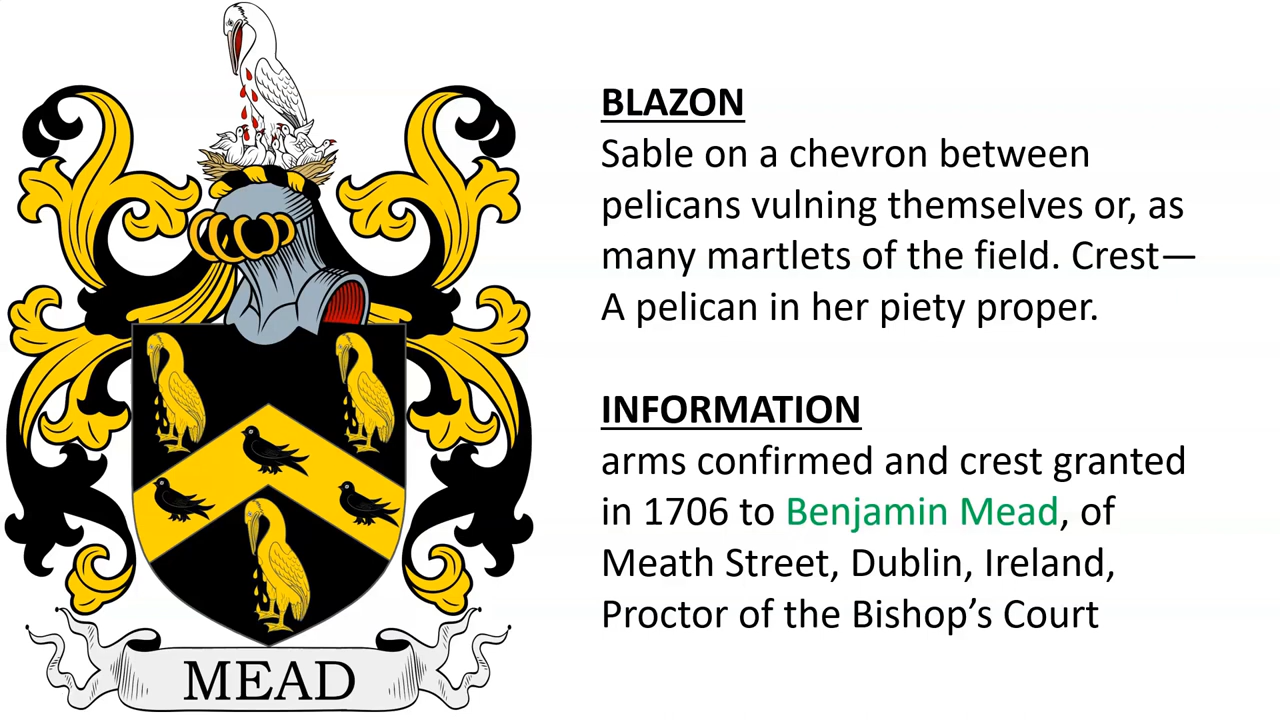 BLAZON
Sable on a chevron between
pelicans vulning themselves or, as
many martlets of the field. Crest—
A pelican in her piety proper.
INFORMATION
arms confirmed and crest granted
in 1706 to Benjamin Mead, of
Meath Street, Dublin, Ireland,
Proctor of the Bishop’s Court
MEAD